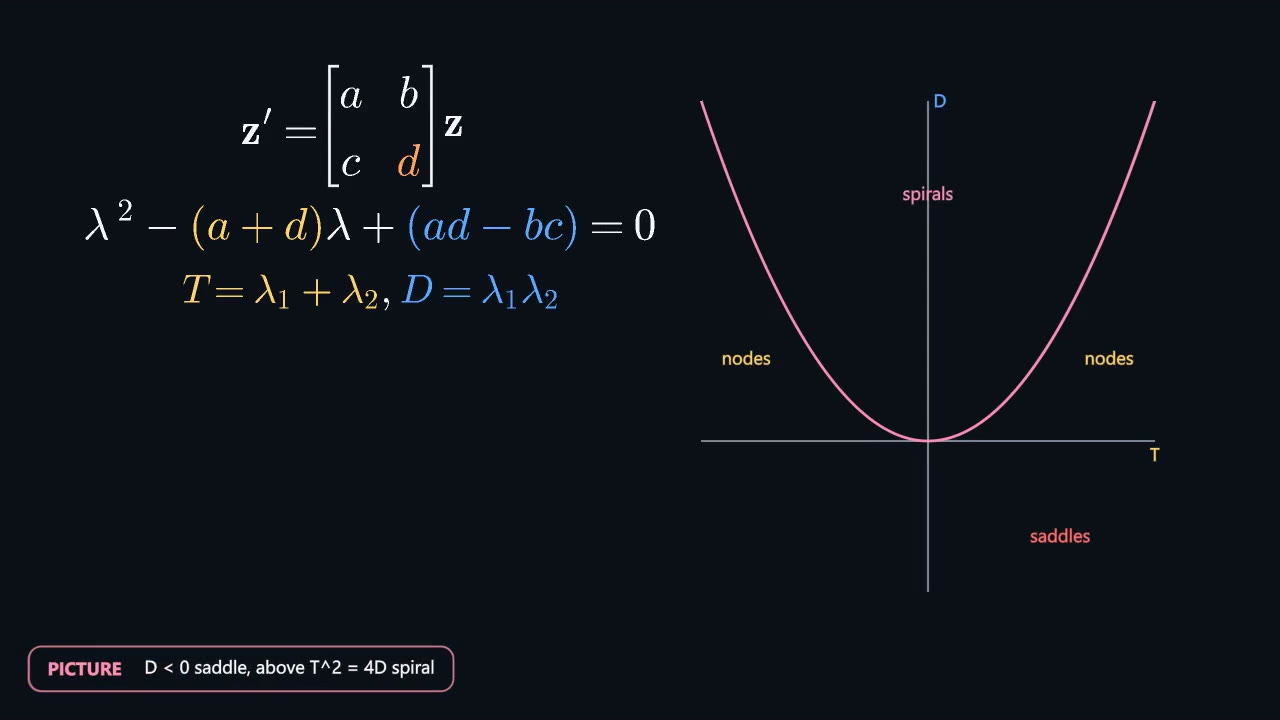 z′ = [a b
c d] z
λ² − (a + d)λ + (ad − bc) = 0
T = λ₁ + λ₂, D = λ₁λ₂
D
spirals
nodes
nodes
T
saddles
PICTURE D < 0 saddle, above T^2 = 4D spiral